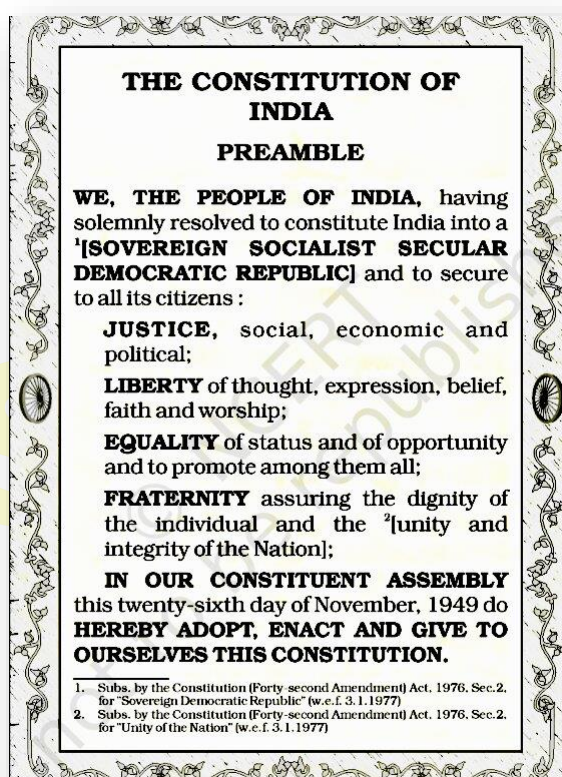 THE CONSTITUTION OF
INDIA
PREAMBLE
WE, THE PEOPLE OF INDIA, having
solemnly resolved to constitute India into a
¹[SOVEREIGN SOCIALIST SECULAR
DEMOCRATIC REPUBLIC] and to secure
to all its citizens :
JUSTICE, social, economic and
political;
LIBERTY of thought, expression, belief,
faith and worship;
EQUALITY of status and of opportunity
and to promote among them all;
FRATERNITY assuring the dignity of
the individual and the ²[unity and
integrity of the Nation];
IN OUR CONSTITUENT ASSEMBLY
this twenty-sixth day of November, 1949 do
HEREBY ADOPT, ENACT AND GIVE TO
OURSELVES THIS CONSTITUTION.
1. Subs. by the Constitution (Forty-second Amendment) Act, 1976, Sec.2,
for "Sovereign Democratic Republic" (w.e.f. 3.1.1977)
2. Subs. by the Constitution (Forty-second Amendment) Act, 1976, Sec.2,
for "Unity of the Nation" (w.e.f. 3.1.1977)
© NCERT
not to be republish